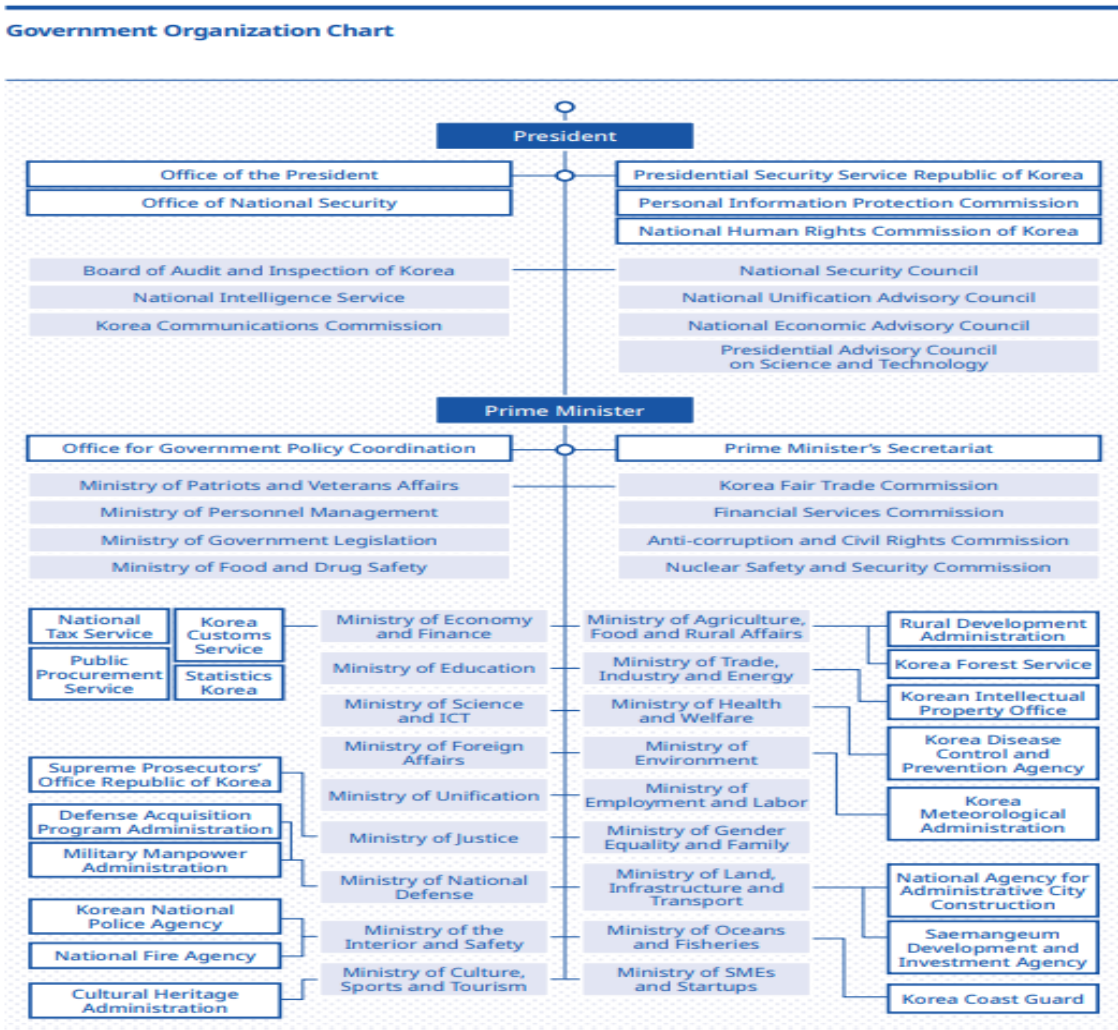 Government Organization Chart
President
Office of the President
Office of National Security
Presidential Security Service Republic of Korea
Personal Information Protection Commission
National Human Rights Commission of Korea
Board of Audit and Inspection of Korea
National Intelligence Service
Korea Communications Commission
National Security Council
National Unification Advisory Council
National Economic Advisory Council
Presidential Advisory Council
on Science and Technology
Prime Minister
Office for Government Policy Coordination
Prime Minister's Secretariat
Ministry of Patriots and Veterans Affairs
Ministry of Personnel Management
Ministry of Government Legislation
Ministry of Food and Drug Safety
Korea Fair Trade Commission
Financial Services Commission
Anti-corruption and Civil Rights Commission
Nuclear Safety and Security Commission
National
Tax Service
Korea
Customs
Service
Public
Procurement
Service
Statistics
Korea
Supreme Prosecutors'
Office Republic of Korea
Defense Acquisition
Program Administration
Military Manpower
Administration
Korean National
Police Agency
National Fire Agency
Cultural Heritage
Administration
Ministry of Economy
and Finance
Ministry of Education
Ministry of Science
and ICT
Ministry of Foreign
Affairs
Ministry of Unification
Ministry of Justice
Ministry of National
Defense
Ministry of the
Interior and Safety
Ministry of Culture,
Sports and Tourism
Ministry of Agriculture,
Food and Rural Affairs
Ministry of Trade,
Industry and Energy
Ministry of Health
and Welfare
Ministry of
Environment
Ministry of
Employment and Labor
Ministry of Gender
Equality and Family
Ministry of Land,
Infrastructure and
Transport
Ministry of Oceans
and Fisheries
Ministry of SMEs
and Startups
Rural Development
Administration
Korea Forest Service
Korean Intellectual
Property Office
Korea Disease
Control and
Prevention Agency
Korea
Meteorological
Administration
National Agency for
Administrative City
Construction
Saemangeum
Development and
Investment Agency
Korea Coast Guard